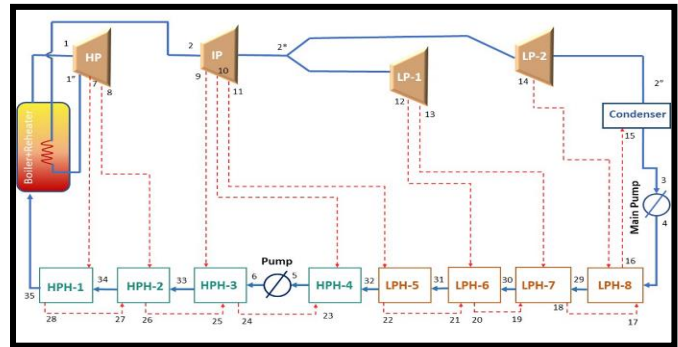 1
HP
1"
7
8
2
IP
9
10
11
2*
LP-1
12
13
LP-2
14
2"
Condenser
15
3
Main Pump
4
Boiler+Reheater
Pump
HPH-1
34
HPH-2
33
HPH-3
6
5
HPH-4
32
LPH-5
31
LPH-6
30
LPH-7
29
LPH-8
16
35
28
27
26
25
24
23
22
21
20
19
18
17